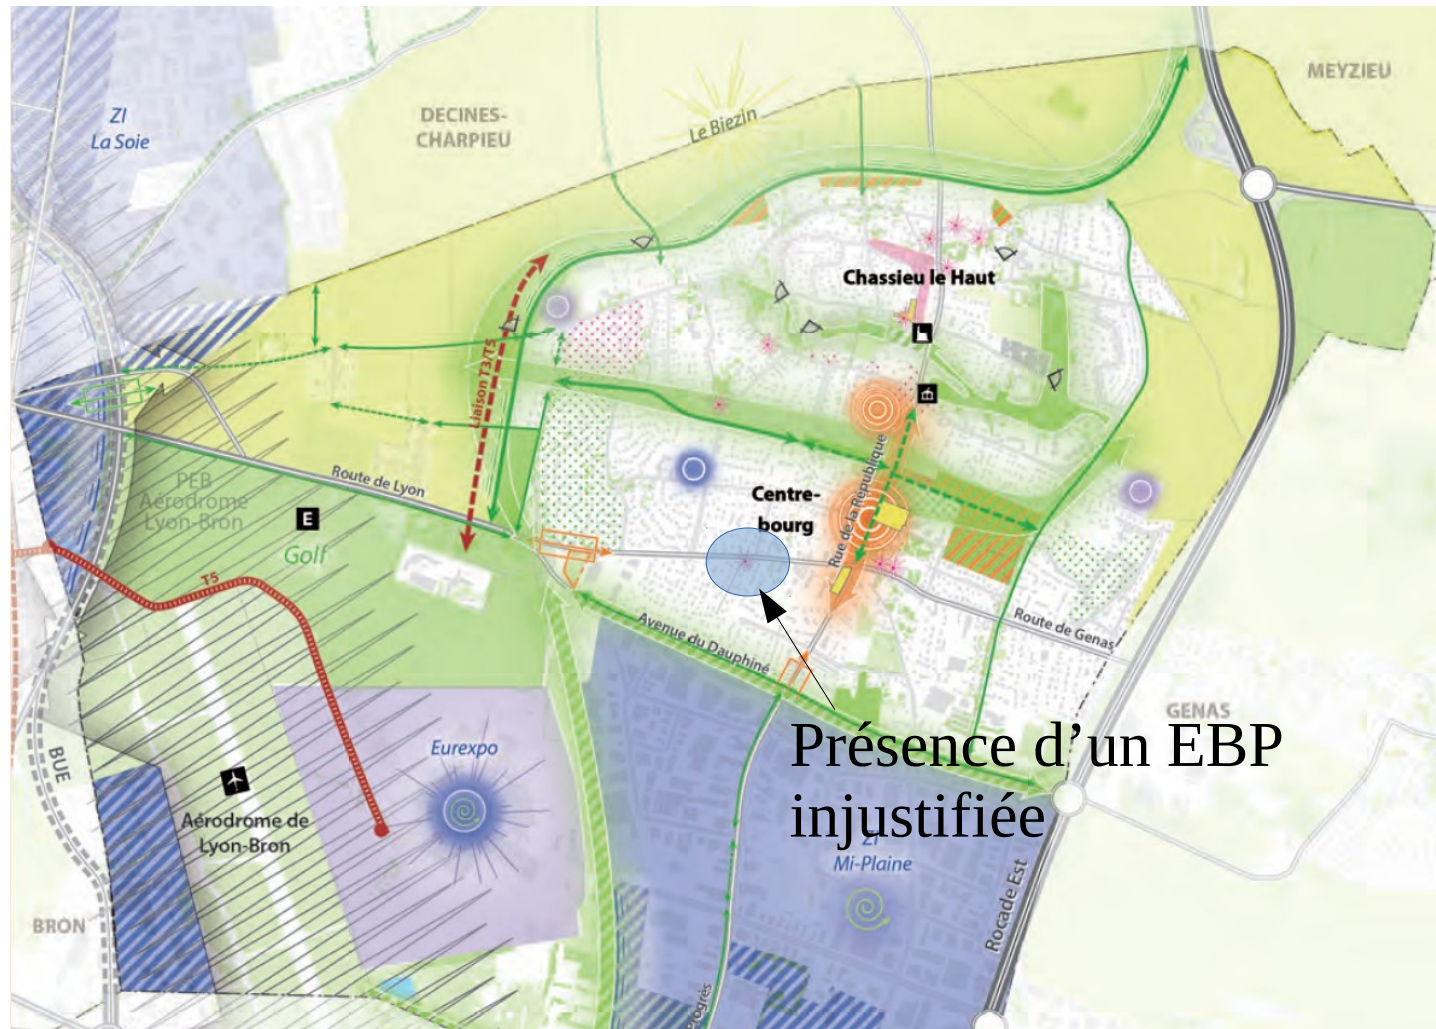 MEYZIEU
ZI
La Soie
DECINES-
CHARPIEU
Le Biezin
Chassieu le Haut
Liaison T3/T5
Route de Lyon
PEB
Aérodrome
Lyon-Bron
E
Golf
Centre-
bourg
Rue de la République
T5
Avenue du Dauphiné
Route de Genas
GENAS
Présence d’un EBP
injustifiée
BUE
Eurexpo
Aérodrome de
Lyon-Bron
ZI
Mi-Plaine
BRON
Rocade Est
Progrès